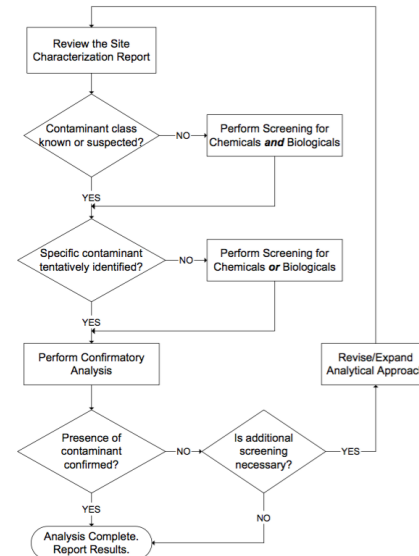 Review the Site
Characterization Report
Contaminant class
known or suspected?
NO
Perform Screening for
Chemicals and Biologicals
YES
Specific contaminant
tentatively identified?
NO
Perform Screening for
Chemicals or Biologicals
YES
Perform Confirmatory
Analysis
Revise/Expand
Analytical Approach
Presence of
contaminant
confirmed?
NO
Is additional
screening
necessary?
YES
YES
NO
Analysis Complete.
Report Results.